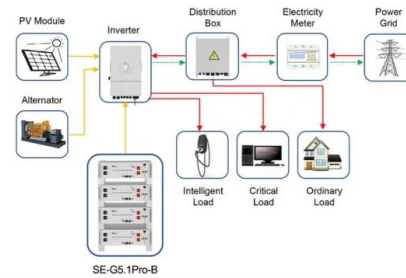 PV Module
Inverter
Distribution
Box
Electricity
Meter
Power
Grid
Alternator
Intelligent
Load
Critical
Load
Ordinary
Load
SE-G5.1Pro-B